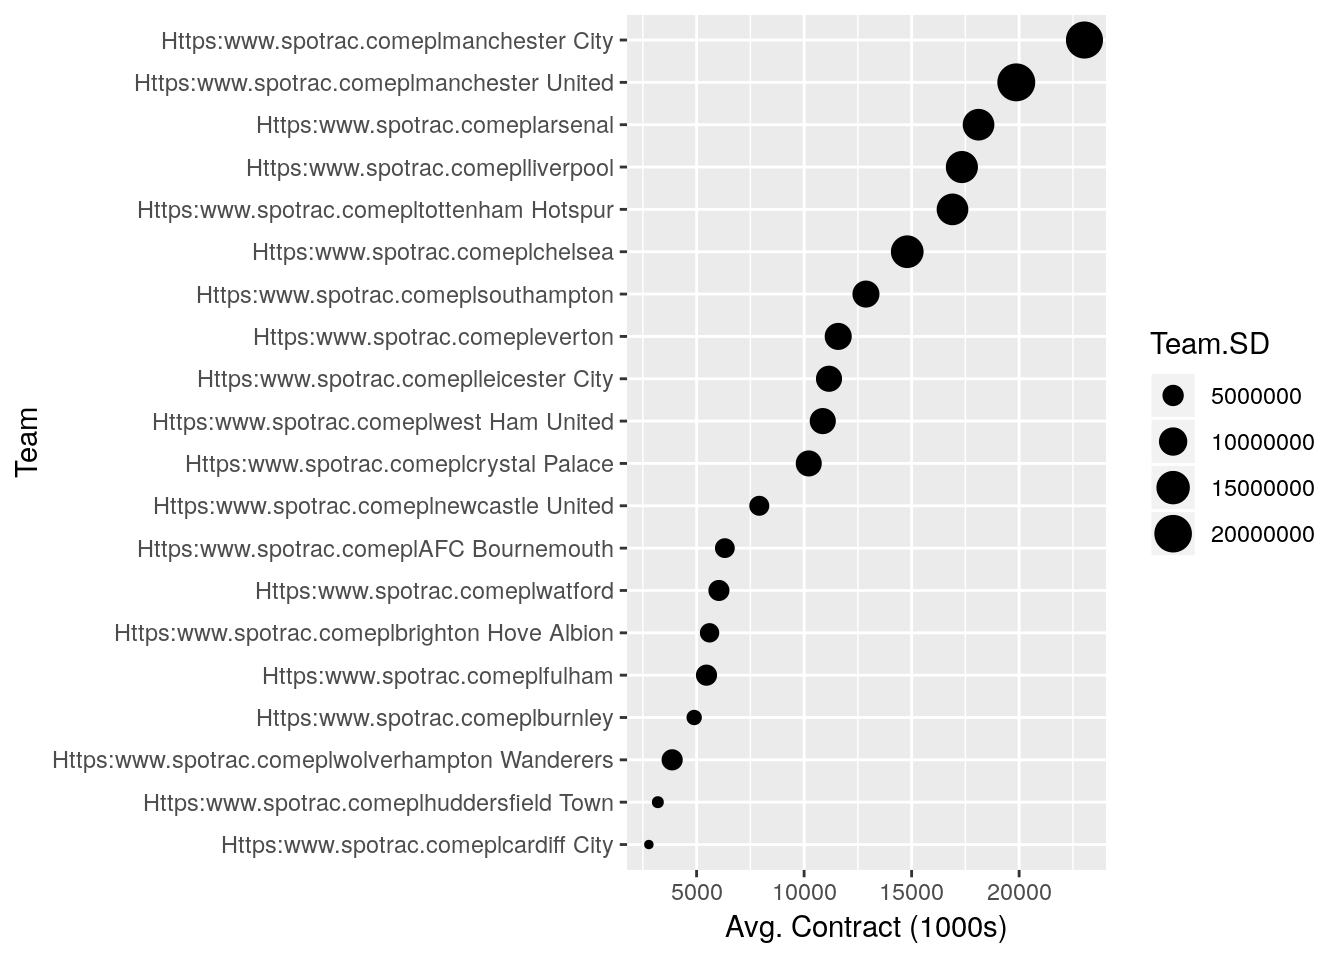 Https:www.spotrac.comeplmanchester City
Https:www.spotrac.comeplmanchester United
Https:www.spotrac.comeplarsenal
Https:www.spotrac.comeplliverpool
Https:www.spotrac.comepltottenham Hotspur
Https:www.spotrac.comeplchelsea
Https:www.spotrac.comeplsouthampton
Https:www.spotrac.comepleverton
Https:www.spotrac.comeplleicester City
Https:www.spotrac.comeplwest Ham United
Https:www.spotrac.comeplcrystal Palace
Https:www.spotrac.comeplnewcastle United
Https:www.spotrac.comeplAFC Bournemouth
Https:www.spotrac.comeplwatford
Https:www.spotrac.comeplbrighton Hove Albion
Https:www.spotrac.comeplfulham
Https:www.spotrac.comeplburnley
Https:www.spotrac.comeplwolverhampton Wanderers
Https:www.spotrac.comeplhuddersfield Town
Https:www.spotrac.comeplcardiff City
Team
5000 10000 15000 20000
Avg. Contract (1000s)
Team.SD
5000000
10000000
15000000
20000000